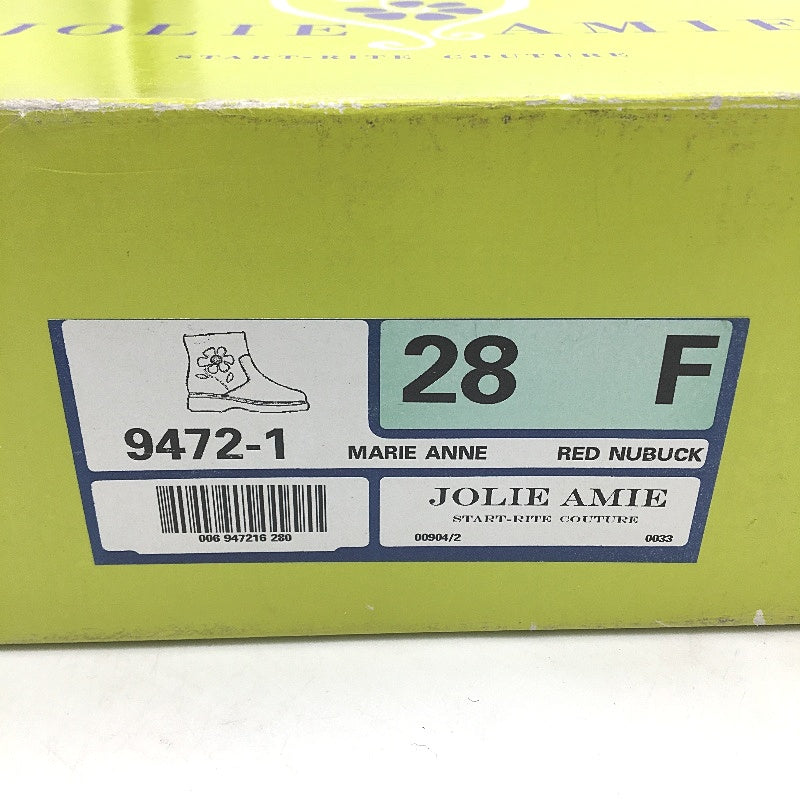 JOLIE AMIE
START-RITE COUTURE
28 F
9472-1 MARIE ANNE RED NUBUCK
006 947216 280
JOLIE AMIE
START-RITE COUTURE
00904/2 0033